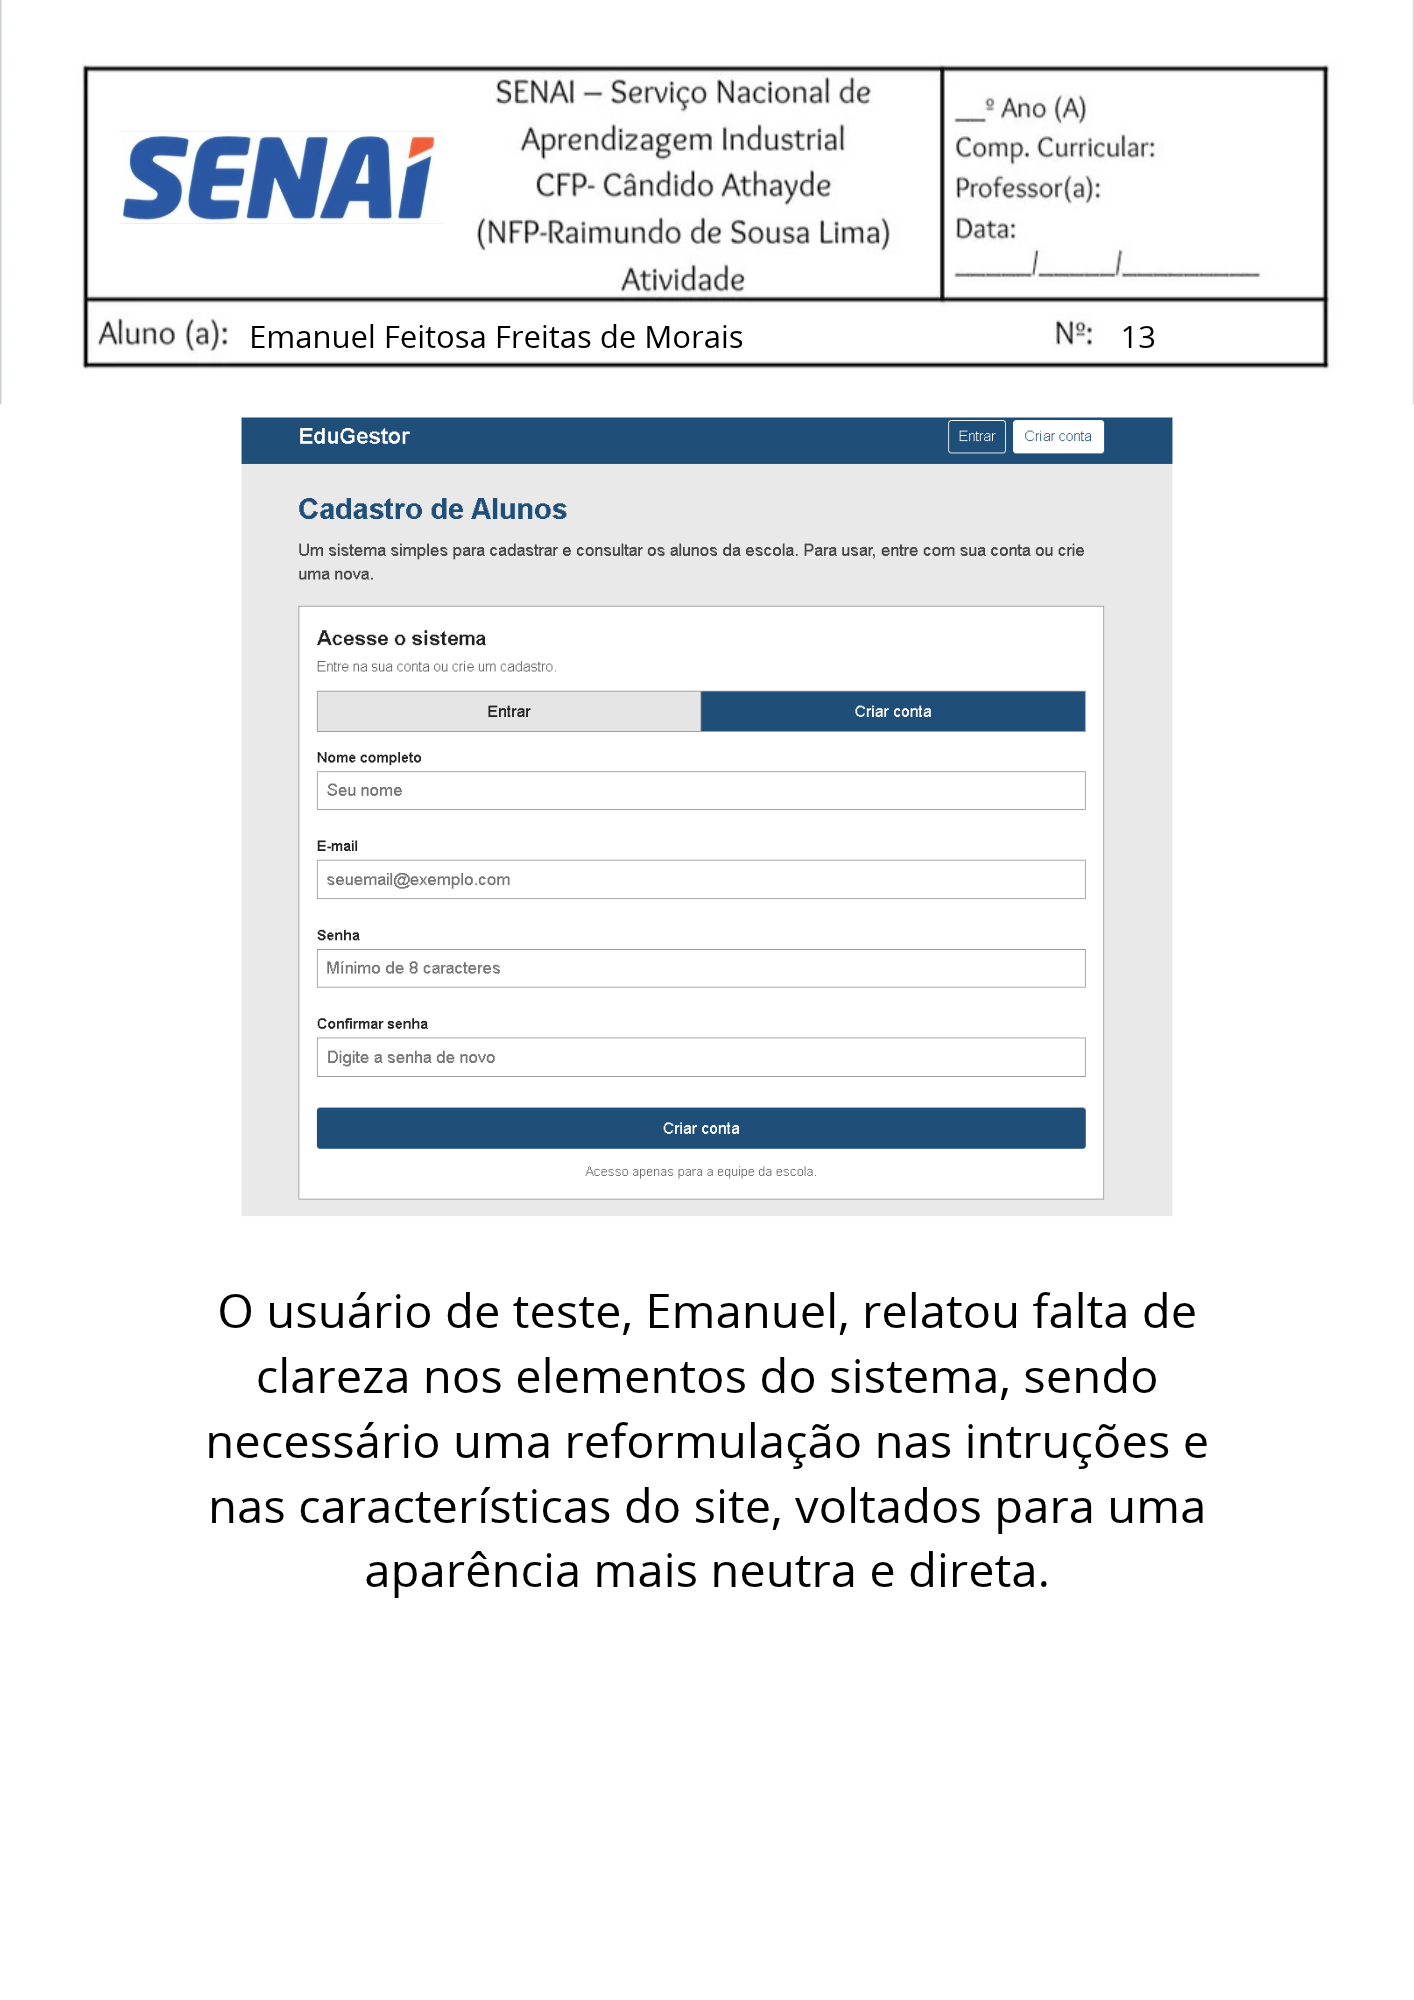 SENAI
SENAI – Serviço Nacional de
Aprendizagem Industrial
CFP- Cândido Athayde
(NFP-Raimundo de Sousa Lima)
Atividade
__º Ano (A)
Comp. Curricular:
Professor(a):
Data:
_____/_____/_________
Aluno (a): Emanuel Feitosa Freitas de Morais Nº: 13
EduGestor Entrar Criar conta
Cadastro de Alunos
Um sistema simples para cadastrar e consultar os alunos da escola. Para usar, entre com sua conta ou crie
uma nova.
Acesse o sistema
Entre na sua conta ou crie um cadastro.
Entrar Criar conta
Nome completo
Seu nome
E-mail
seuemail@exemplo.com
Senha
Mínimo de 8 caracteres
Confirmar senha
Digite a senha de novo
Criar conta
Acesso apenas para a equipe da escola.
O usuário de teste, Emanuel, relatou falta de
clareza nos elementos do sistema, sendo
necessário uma reformulação nas intruções e
nas características do site, voltados para uma
aparência mais neutra e direta.